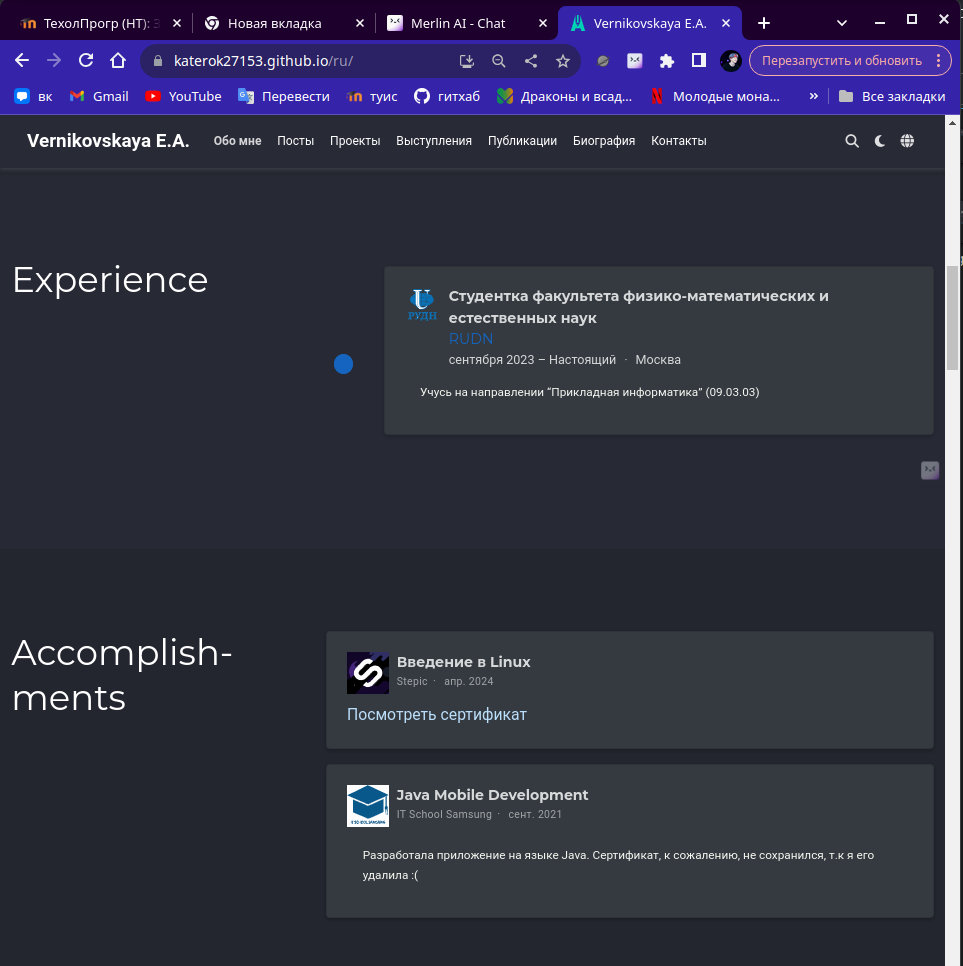 ТехолПрогр (НТ):
Новая вкладка
Merlin AI - Chat
Vernikovskaya E.A.
katerok27153.github.io/ru/
Перезапустить и обновить
вк
Gmail
YouTube
Перевести
туис
гитхаб
Драконы и всад...
Молодые мона...
»
Все закладки
Vernikovskaya E.A.
Обо мне
Посты
Проекты
Выступления
Публикации
Биография
Контакты
Experience
РУДН
Студентка факультета физико-математических и
естественных наук
RUDN
сентября 2023 – Настоящий · Москва
Учусь на направлении “Прикладная информатика” (09.03.03)
Accomplish-
ments
Введение в Linux
Stepic · апр. 2024
Посмотреть сертификат
Java Mobile Development
IT School Samsung · сент. 2021
Разработала приложение на языке Java. Сертификат, к сожалению, не сохранился, т.к я его
удалила :(